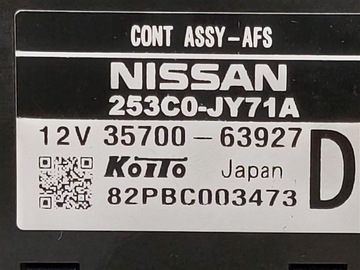 CONT ASSY-AFS
NISSAN
253C0-JY71A
12V 35700-63927
KOITO Japan D
82PBC003473